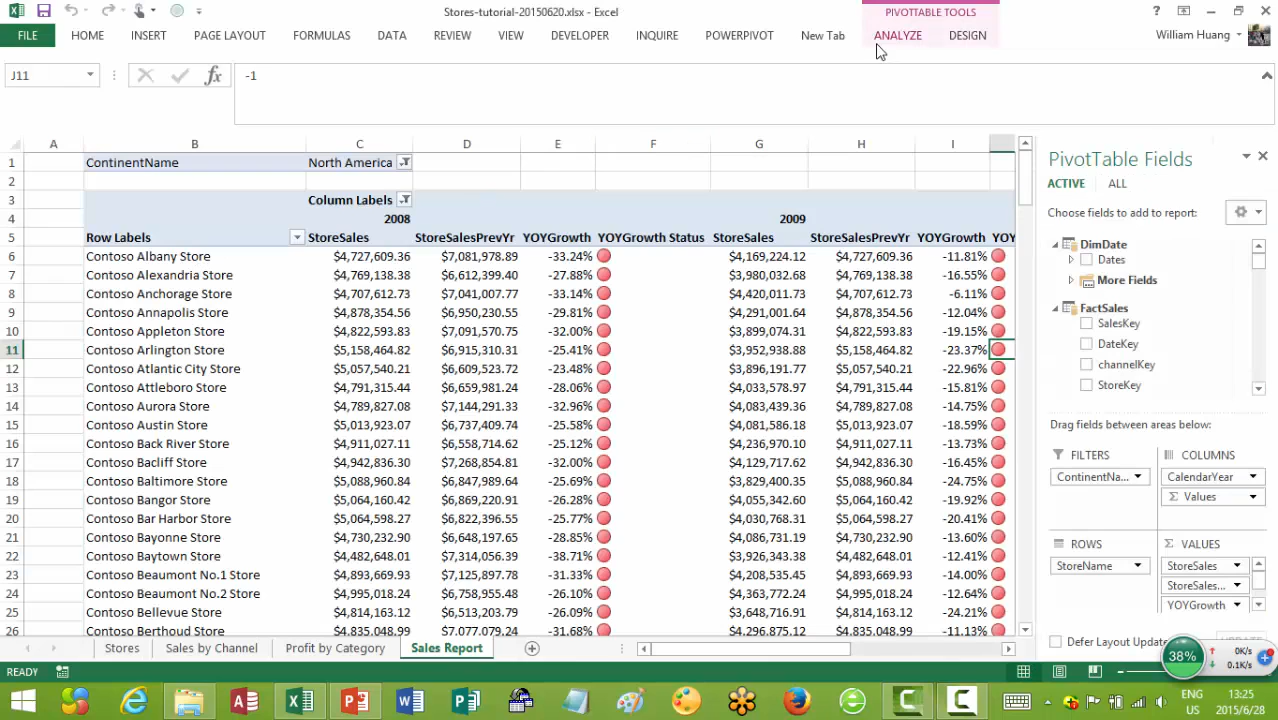 Stores-tutorial-20150620.xlsx - Excel
PIVOTTABLE TOOLS
FILE HOME INSERT PAGE LAYOUT FORMULAS DATA REVIEW VIEW DEVELOPER INQUIRE POWERPIVOT New Tab ANALYZE DESIGN William Huang
J11 fx -1
A B C D E F G H I
1 ContinentName North America
2
3 Column Labels
4 2008 2009
5 Row Labels StoreSales StoreSalesPrevYr YOYGrowth YOYGrowth Status StoreSales StoreSalesPrevYr YOYGrowth YOY
6 Contoso Albany Store $4,727,609.36 $7,081,978.89 -33.24% $4,169,224.12 $4,727,609.36 -11.81%
7 Contoso Alexandria Store $4,769,138.38 $6,612,399.40 -27.88% $3,980,032.68 $4,769,138.38 -16.55%
8 Contoso Anchorage Store $4,707,612.73 $7,041,007.77 -33.14% $4,420,011.73 $4,707,612.73 -6.11%
9 Contoso Annapolis Store $4,878,354.56 $6,950,230.55 -29.81% $4,291,001.64 $4,878,354.56 -12.04%
10 Contoso Appleton Store $4,822,593.83 $7,091,570.75 -32.00% $3,899,074.31 $4,822,593.83 -19.15%
11 Contoso Arlington Store $5,158,464.82 $6,915,310.31 -25.41% $3,952,938.88 $5,158,464.82 -23.37%
12 Contoso Atlantic City Store $5,057,540.21 $6,609,523.72 -23.48% $3,896,191.77 $5,057,540.21 -22.96%
13 Contoso Attleboro Store $4,791,315.44 $6,659,981.24 -28.06% $4,033,578.97 $4,791,315.44 -15.81%
14 Contoso Aurora Store $4,789,827.08 $7,144,291.33 -32.96% $4,083,439.36 $4,789,827.08 -14.75%
15 Contoso Austin Store $5,013,923.07 $6,737,409.74 -25.58% $4,081,586.18 $5,013,923.07 -18.59%
16 Contoso Back River Store $4,911,027.11 $6,558,714.62 -25.12% $4,236,970.10 $4,911,027.11 -13.73%
17 Contoso Bacliff Store $4,942,836.30 $7,268,854.81 -32.00% $4,129,717.62 $4,942,836.30 -16.45%
18 Contoso Baltimore Store $5,088,960.84 $6,847,989.64 -25.69% $3,829,400.35 $5,088,960.84 -24.75%
19 Contoso Bangor Store $5,064,160.42 $6,869,220.91 -26.28% $4,055,342.60 $5,064,160.42 -19.92%
20 Contoso Bar Harbor Store $5,064,598.27 $6,822,396.55 -25.77% $4,030,768.31 $5,064,598.27 -20.41%
21 Contoso Bayonne Store $4,730,232.90 $6,648,197.65 -28.85% $4,086,731.19 $4,730,232.90 -13.60%
22 Contoso Baytown Store $4,482,648.01 $7,314,056.39 -38.71% $3,926,343.38 $4,482,648.01 -12.41%
23 Contoso Beaumont No.1 Store $4,893,669.93 $7,125,897.78 -31.33% $4,208,535.45 $4,893,669.93 -14.00%
24 Contoso Beaumont No.2 Store $4,995,018.24 $6,758,955.48 -26.10% $4,363,772.24 $4,995,018.24 -12.64%
25 Contoso Bellevue Store $4,814,163.12 $6,513,203.79 -26.09% $3,648,716.91 $4,814,163.12 -24.21%
26 Contoso Berthoud Store $4,835,048.99 $7,077,079.24 -31.68% $4,296,875.12 $4,835,048.99 -11.13%
PivotTable Fields
ACTIVE ALL
Choose fields to add to report:
DimDate
Dates
More Fields
FactSales
SalesKey
DateKey
channelKey
StoreKey
Drag fields between areas below:
FILTERS COLUMNS
ContinentNa... CalendarYear
Σ Values
ROWS Σ VALUES
StoreName StoreSales
StoreSales...
YOYGrowth
Defer Layout Update
Stores Sales by Channel Profit by Category Sales Report
READY
38% 0K/s
0.1K/s
ENG 13:25
US 2015/6/28